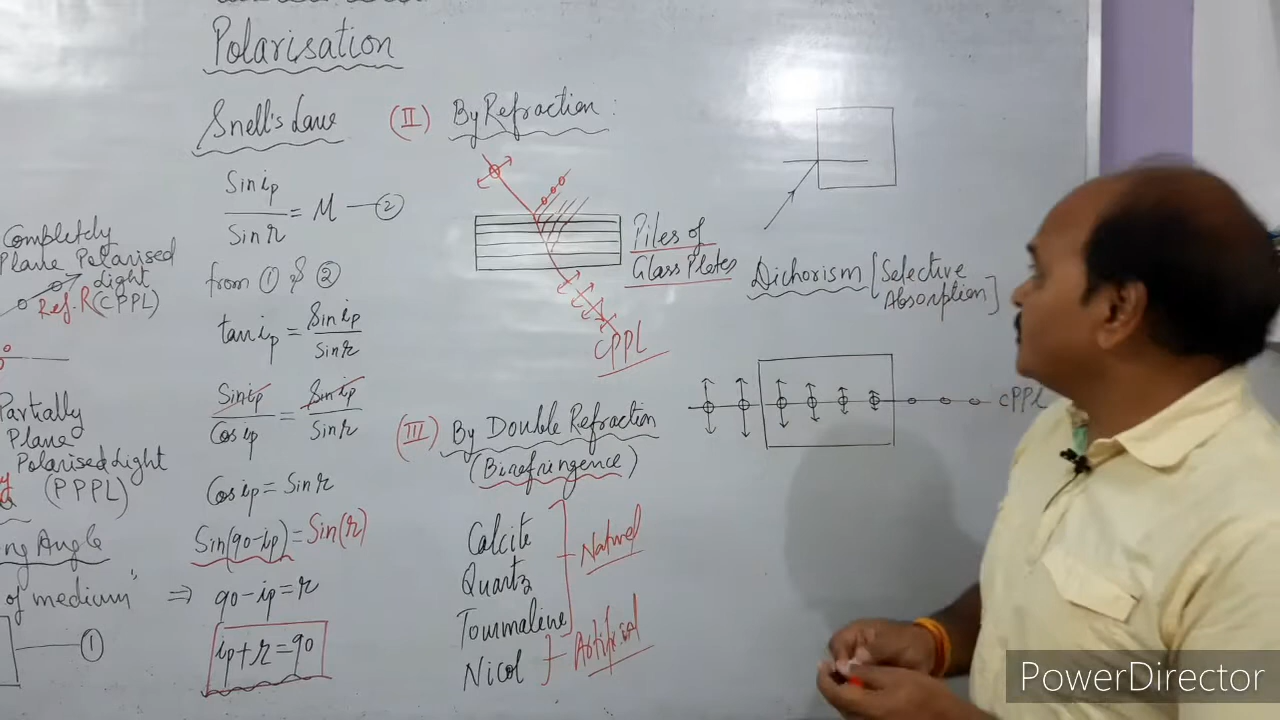 Polarisation
Snell's Law
Sin ip
Sin r
= μ — ②
from ① & ②
tan ip = Sin ip
Sin r
Sin ip = Sin ip
Cos ip Sin r
Cos ip = Sin r
Sin(90-ip) = Sin(r)
⇒ 90-ip = r
ip + r = 90
Completely
Plane Polarised
light
Ref. R (CPPL)
Partially
Plane
Polarised Light
(PPPL)
ng Angle
of medium"
①
(II) By Refraction :
Piles of
Glass Plates
CPPL
(III) By Double Refraction
(Birefringence)
Calcite
Quartz
Tourmaline
Natural
Nicol
Artificial
Dichorism [Selective
Absorption]
CPPL
PowerDirector